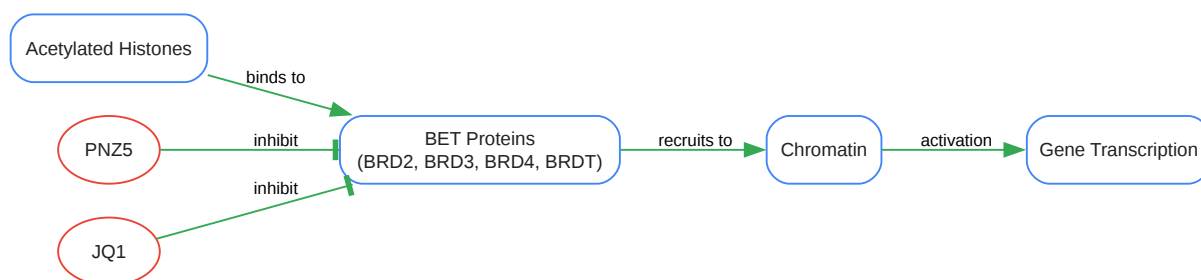 Acetylated Histones
binds to
PNZ5
inhibit
BET Proteins
(BRD2, BRD3, BRD4, BRDT)
recruits to
Chromatin
activation
Gene Transcription
inhibit
JQ1